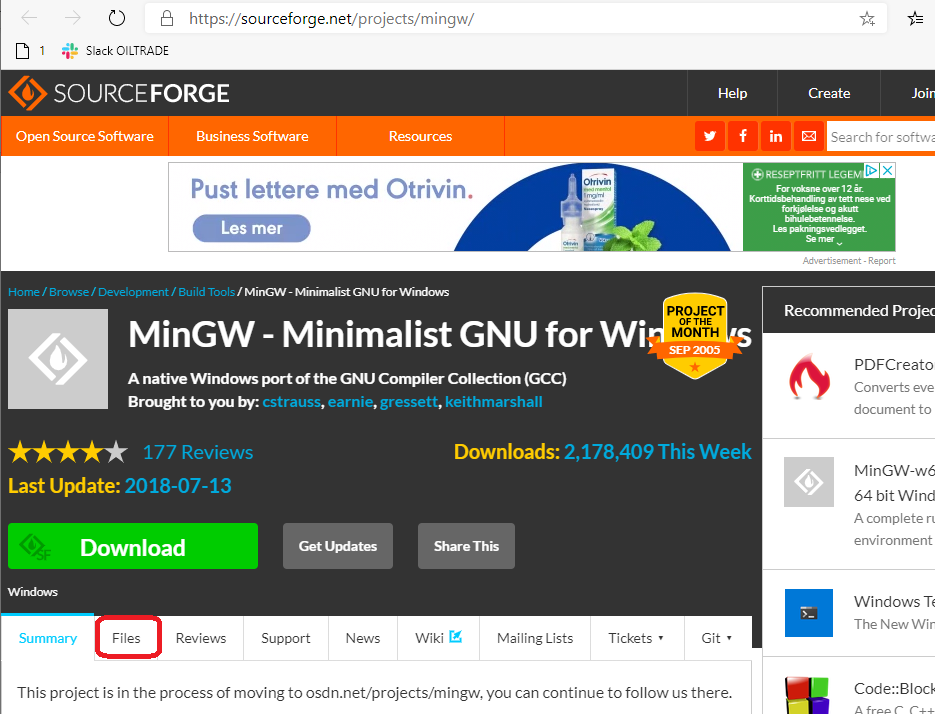 https://sourceforge.net/projects/mingw/
1 Slack OILTRADE
SOURCEFORGE
Help Create Join
Open Source Software Business Software Resources
Search for softwa
Pust lettere med Otrivin.
Les mer
Otrivin
Otrivin
RESEPTFRITT LEGEMI
For voksne over 12 år.
Korttidsbehandling av tett nese ved
forkjølelse og akutt
bihulebetennelse.
Les pakningsvedlegget.
Se mer
Advertisement - Report
Home / Browse / Development / Build Tools / MinGW - Minimalist GNU for Windows
MinGW - Minimalist GNU for Windows
PROJECT
OF THE
MONTH
SEP 2005
A native Windows port of the GNU Compiler Collection (GCC)
Brought to you by: cstrauss, earnie, gressett, keithmarshall
177 Reviews
Downloads: 2,178,409 This Week
Last Update: 2018-07-13
SF
Download Get Updates Share This
Windows
Summary Files Reviews Support News Wiki Mailing Lists Tickets Git
This project is in the process of moving to osdn.net/projects/mingw, you can continue to follow us there.
Recommended Projec
PDFCreato
Converts eve
document to
MinGW-w6
64 bit Wind
A complete ru
environment
Windows Te
The New Win
Code::Block
A free C, C++